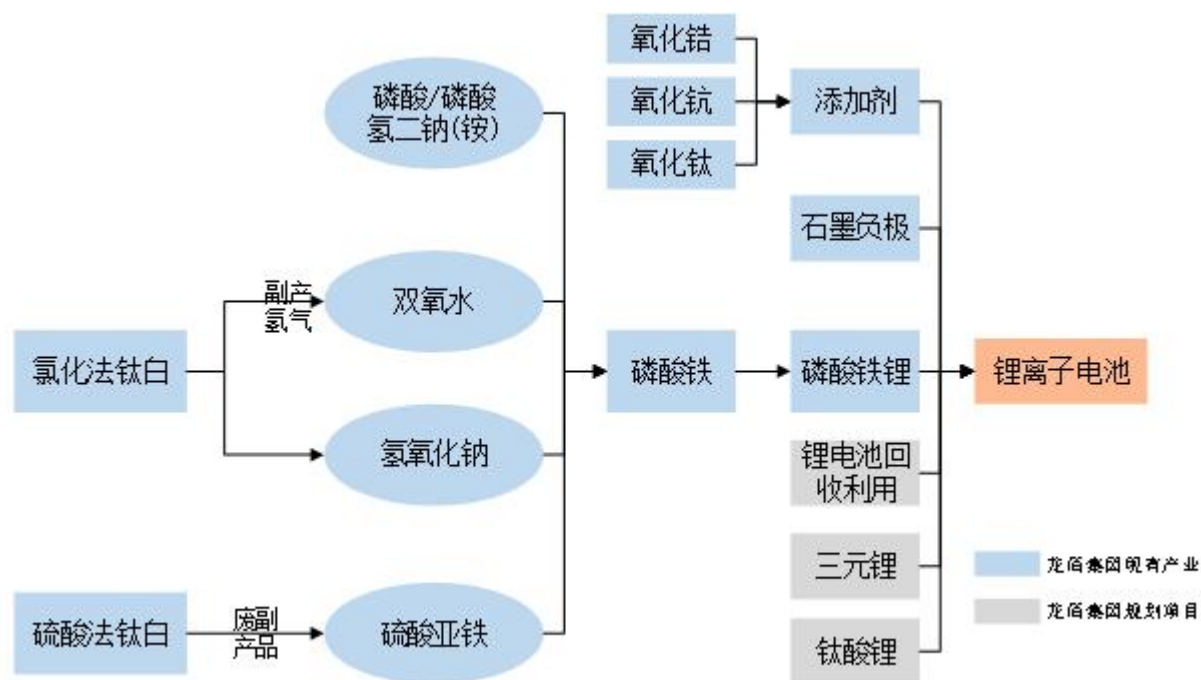 氧化锆
氧化钪
氧化钛
添加剂
磷酸/磷酸
氢二钠(铵)
石墨负极
副产
氢气
双氧水
氯化法钛白
磷酸铁
磷酸铁锂
锂离子电池
氢氧化钠
锂电池回
收利用
三元锂
龙佰集团现有产业
龙佰集团规划项目
硫酸法钛白
废副
产品
硫酸亚铁
钛酸锂